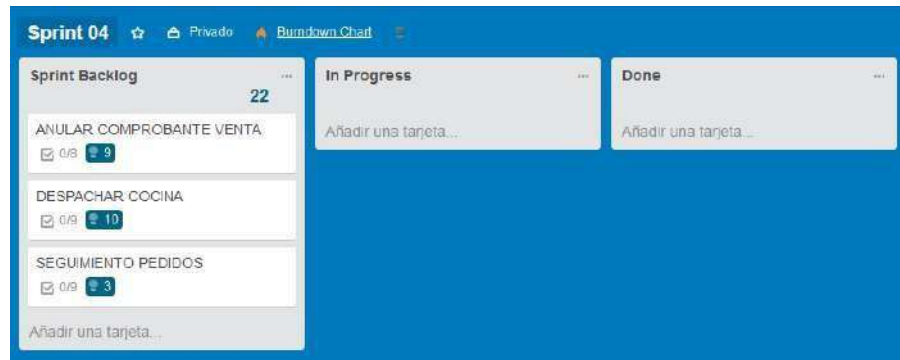 Sprint 04 Privado Burndown Chart
Sprint Backlog
22
ANULAR COMPROBANTE VENTA
0/8 9
DESPACHAR COCINA
0/9 10
SEGUIMIENTO PEDIDOS
0/9 3
Añadir una tarjeta...
In Progress
Añadir una tarjeta...
Done
Añadir una tarjeta...